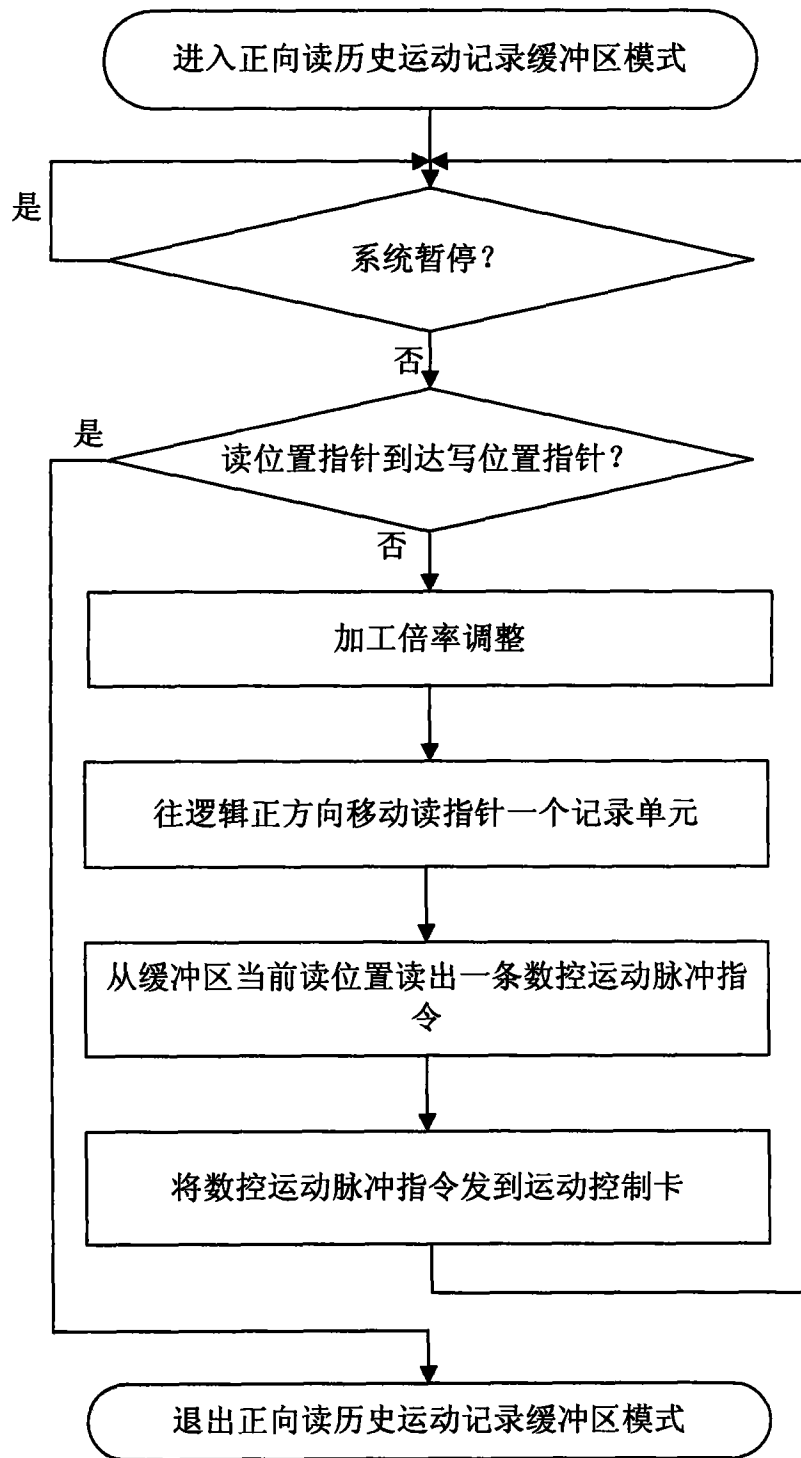 进入正向读历史运动记录缓冲区模式
是
系统暂停？
否
是
读位置指针到达写位置指针？
否
加工倍率调整
往逻辑正方向移动读指针一个记录单元
从缓冲区当前读位置读出一条数控运动脉冲指
令
将数控运动脉冲指令发到运动控制卡
退出正向读历史运动记录缓冲区模式